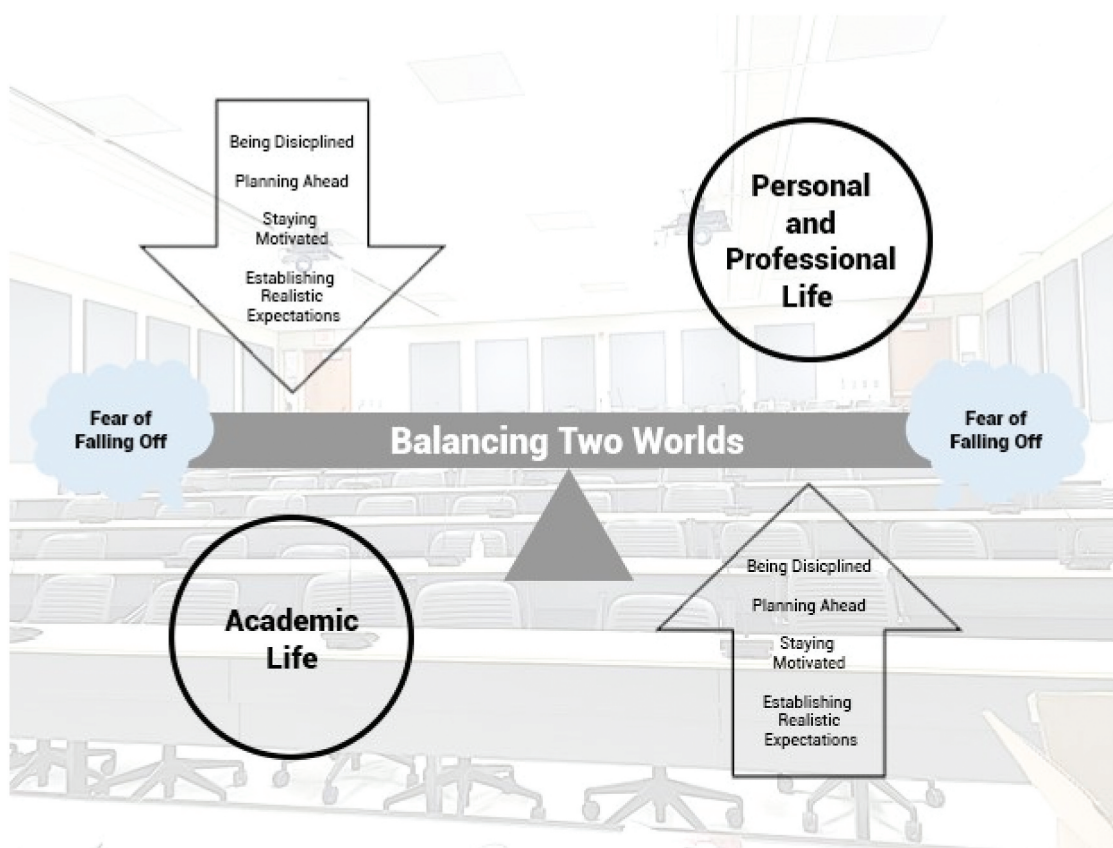 Being Disicplined
Planning Ahead
Staying
Motivated
Establishing
Realistic
Expectations
Personal
and
Professional
Life
Fear of
Falling Off
Balancing Two Worlds
Fear of
Falling Off
Academic
Life
Being Disicplined
Planning Ahead
Staying
Motivated
Establishing
Realistic
Expectations